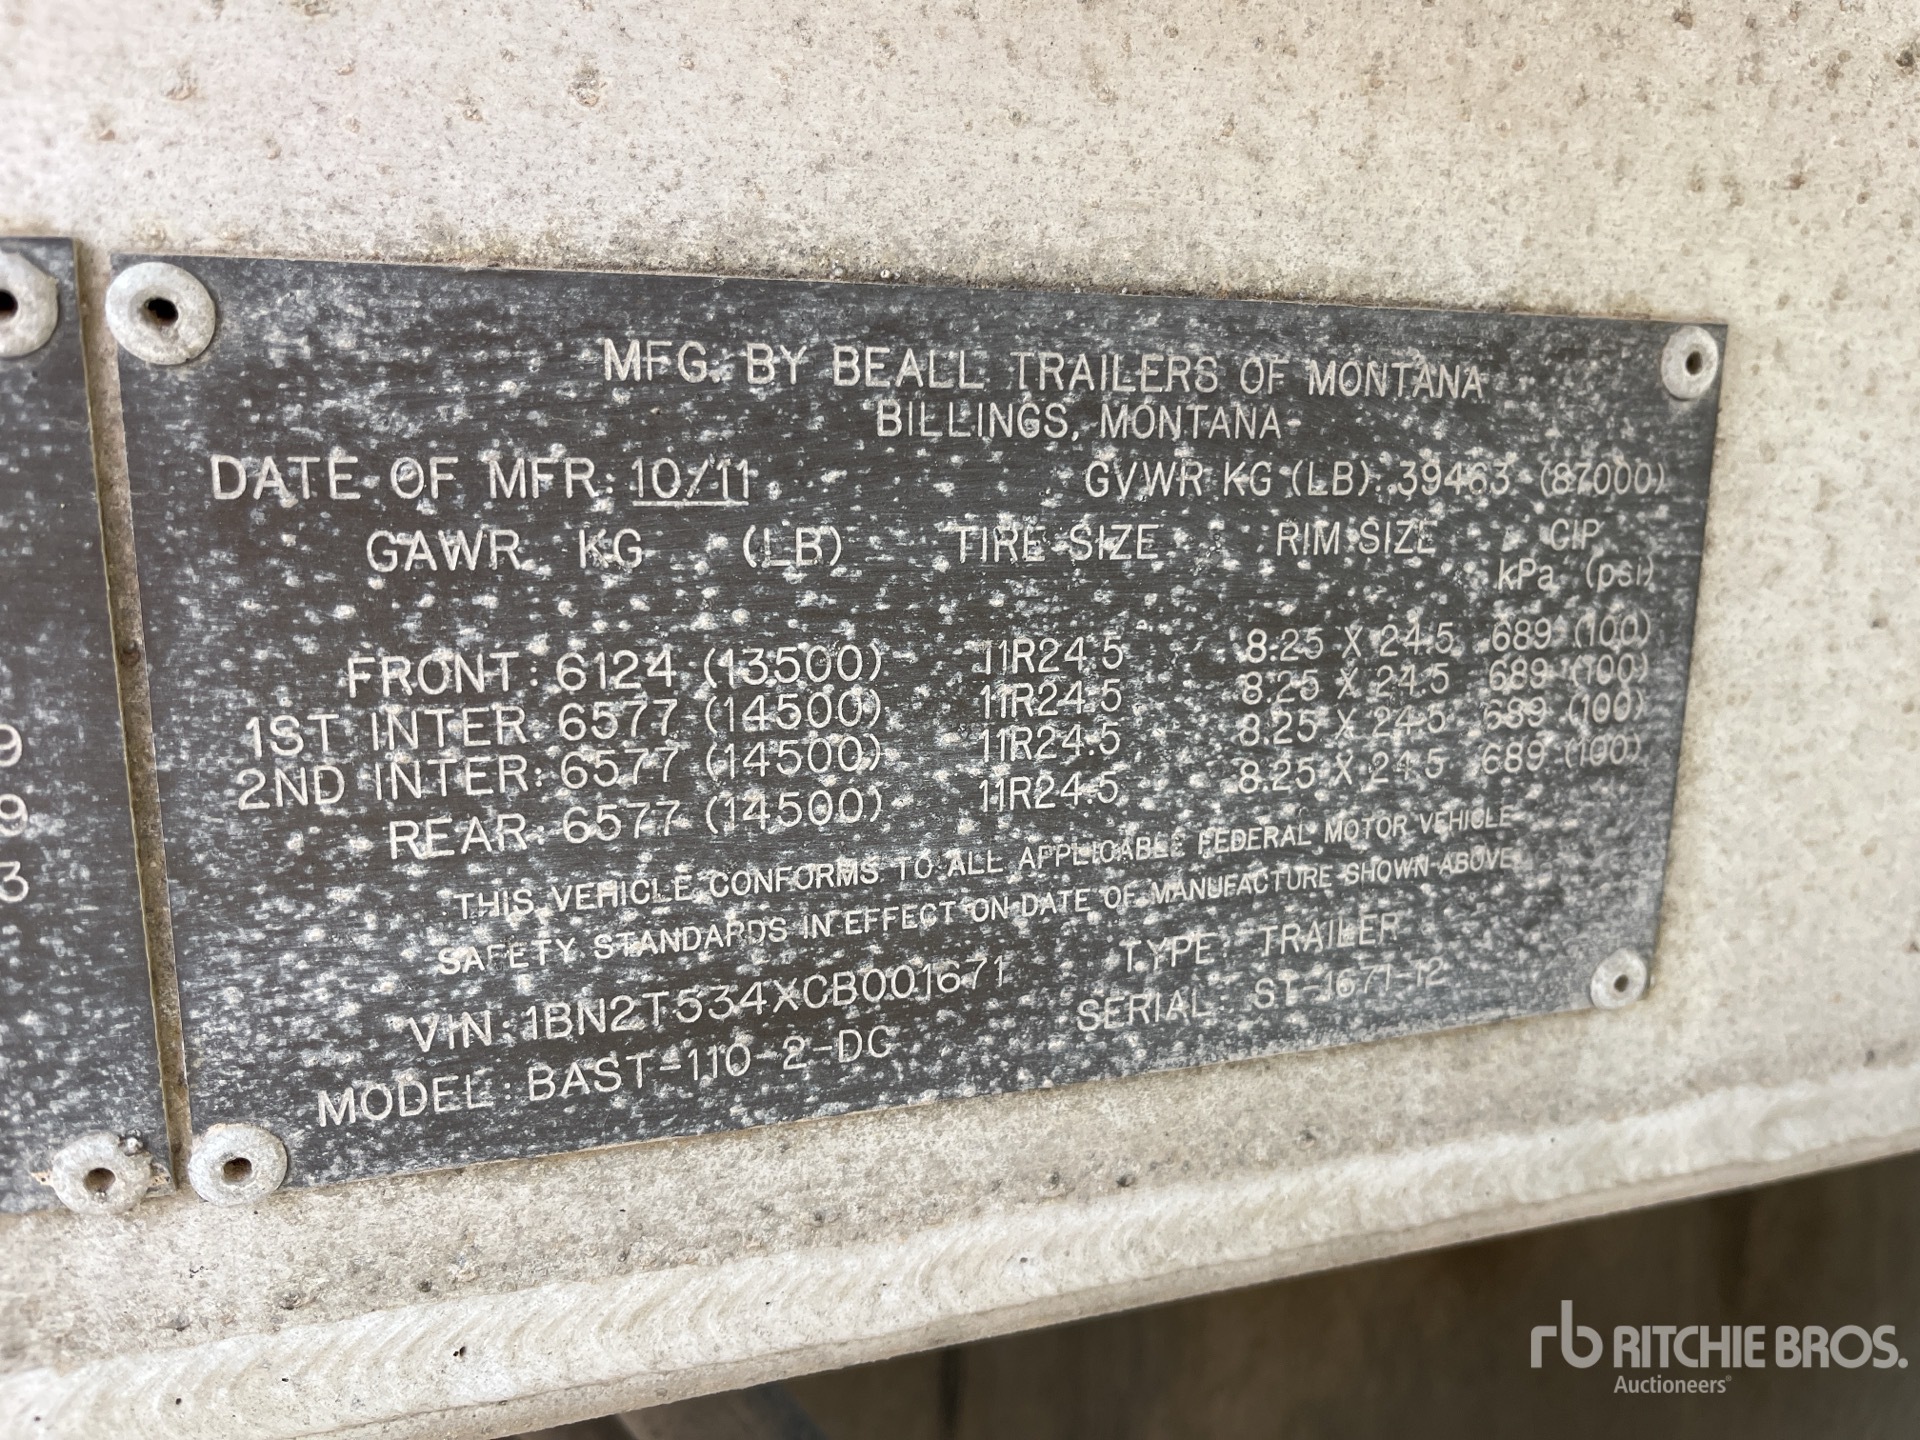 MFG. BY BEALL TRAILERS OF MONTANA
BILLINGS, MONTANA
DATE OF MFR: 10/11 GVWR KG (LB): 39463 (87000)
GAWR KG (LB) TIRE SIZE RIM SIZE CIP
kPa (psi)
FRONT: 6124 (13500) 11R24.5 8.25 X 24.5 689 (100)
1ST INTER: 6577 (14500) 11R24.5 8.25 X 24.5 689 (100)
2ND INTER: 6577 (14500) 11R24.5 8.25 X 24.5 689 (100)
REAR: 6577 (14500) 11R24.5 8.25 X 24.5 689 (100)
THIS VEHICLE CONFORMS TO ALL APPLICABLE FEDERAL MOTOR VEHICLE
SAFETY STANDARDS IN EFFECT ON DATE OF MANUFACTURE SHOWN ABOVE
VIN: 1BN2T534XCB001671 TYPE: TRAILER
MODEL: BAST-110-2-DC SERIAL: ST-1671-12
9
9
3
rb RITCHIE BROS.
Auctioneers®